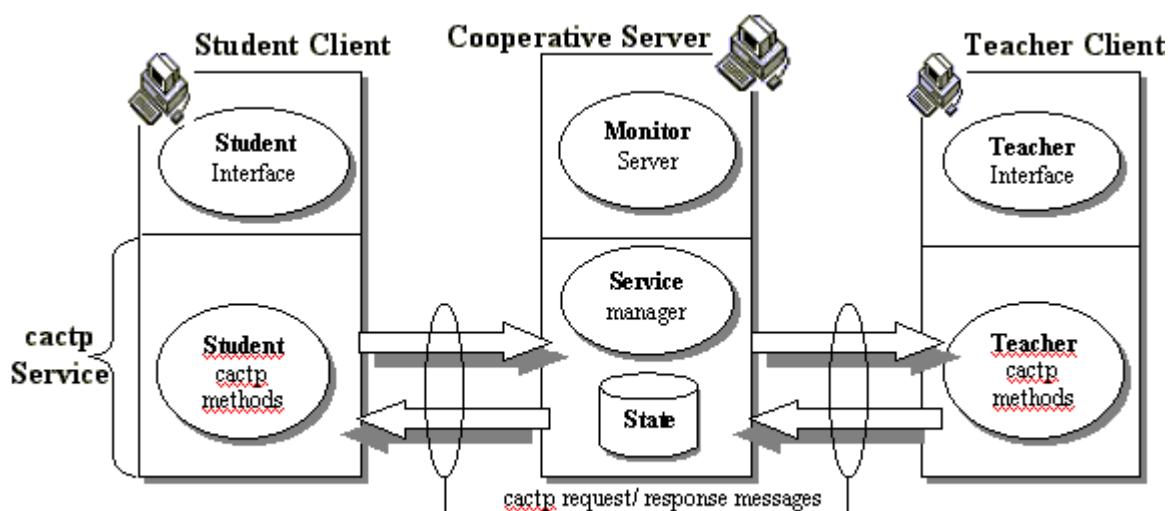 Student Client
Cooperative Server
Teacher Client
Student
Interface
Monitor
Server
Teacher
Interface
cactp
Service
Student
cactp
methods
Service
manager
State
Teacher
cactp
methods
cactp request/ response messages